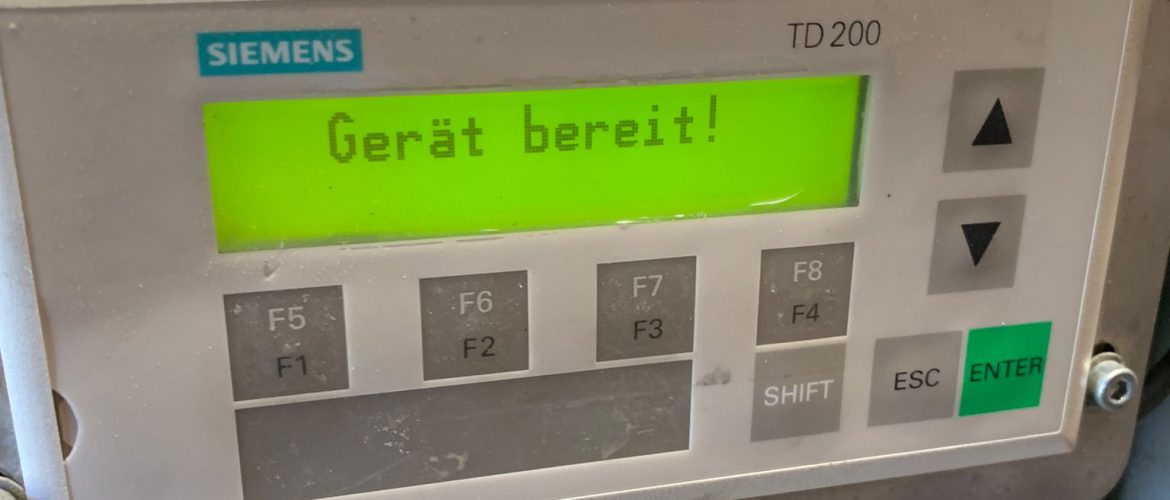 SIEMENS
TD 200
Gerät bereit!
F5
F1
F6
F2
F7
F3
F8
F4
SHIFT
ESC
ENTER